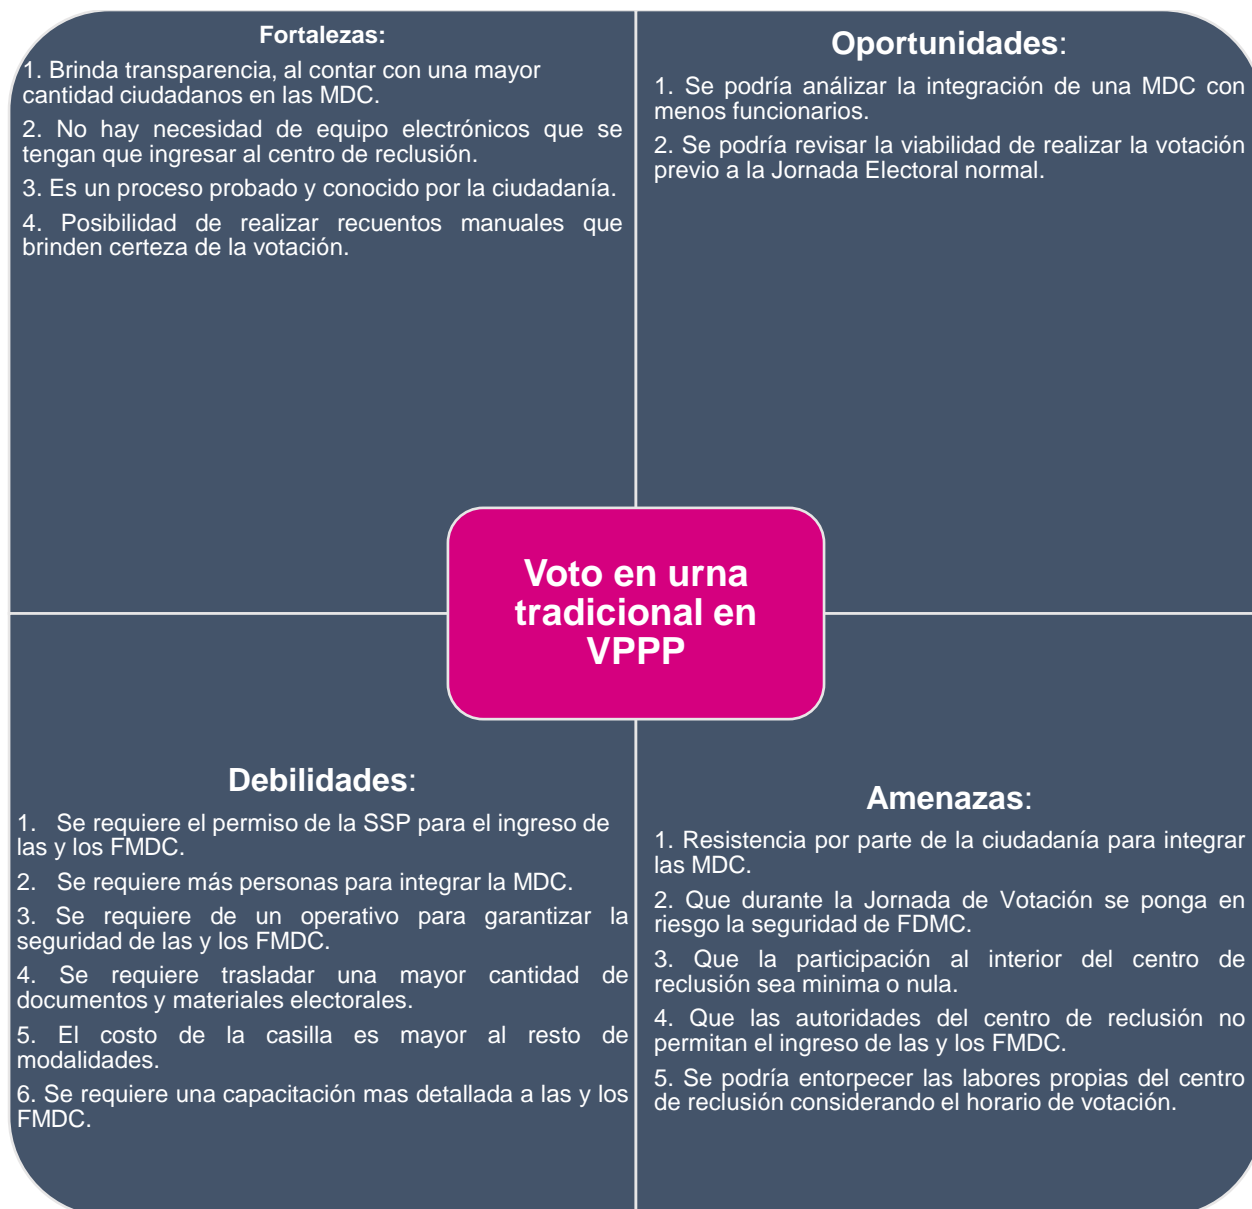 Fortalezas:
1. Brinda transparencia, al contar con una mayor
cantidad ciudadanos en las MDC.
2. No hay necesidad de equipo electrónicos que se
tengan que ingresar al centro de reclusión.
3. Es un proceso probado y conocido por la ciudadanía.
4. Posibilidad de realizar recuentos manuales que
brinden certeza de la votación.
Oportunidades:
1. Se podría análizar la integración de una MDC con
menos funcionarios.
2. Se podría revisar la viabilidad de realizar la votación
previo a la Jornada Electoral normal.
Voto en urna
tradicional en
VPPP
Debilidades:
1. Se requiere el permiso de la SSP para el ingreso de
las y los FMDC.
2. Se requiere más personas para integrar la MDC.
3. Se requiere de un operativo para garantizar la
seguridad de las y los FMDC.
4. Se requiere trasladar una mayor cantidad de
documentos y materiales electorales.
5. El costo de la casilla es mayor al resto de
modalidades.
6. Se requiere una capacitación mas detallada a las y los
FMDC.
Amenazas:
1. Resistencia por parte de la ciudadanía para integrar
las MDC.
2. Que durante la Jornada de Votación se ponga en
riesgo la seguridad de FDMC.
3. Que la participación al interior del centro de
reclusión sea minima o nula.
4. Que las autoridades del centro de reclusión no
permitan el ingreso de las y los FMDC.
5. Se podría entorpecer las labores propias del centro
de reclusión considerando el horario de votación.